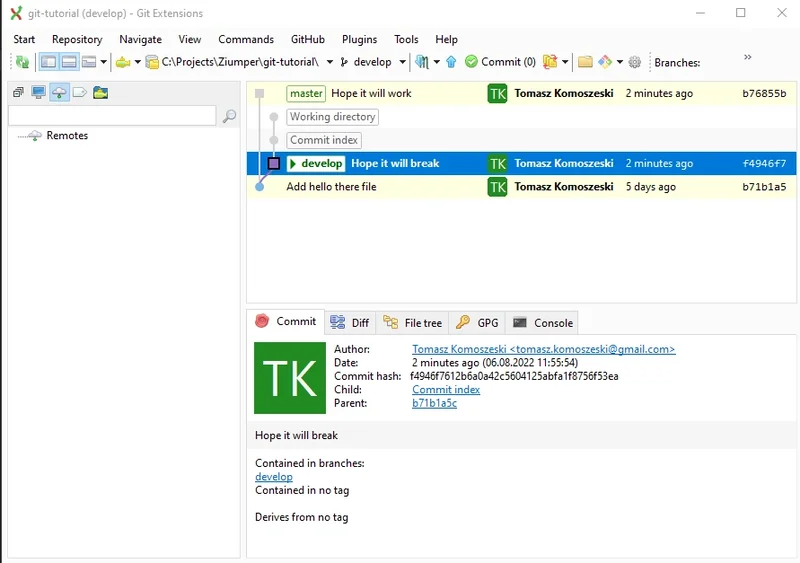 git-tutorial (develop) - Git Extensions
Start Repository Navigate View Commands GitHub Plugins Tools Help
C:\Projects\Ziumper\git-tutorial\ develop Commit (0) Branches: »
master Hope it will work TK Tomasz Komoszeski 2 minutes ago b76855b
Working directory
Commit index
develop Hope it will break TK Tomasz Komoszeski 2 minutes ago f4946f7
Remotes
Add hello there file TK Tomasz Komoszeski 5 days ago b71b1a5
Commit Diff File tree GPG Console
TK
Author: Tomasz Komoszeski <tomasz.komoszeski@gmail.com>
Date: 2 minutes ago (06.08.2022 11:55:54)
Commit hash: f4946f7612b6a0a42c5604125abfa1f8756f53ea
Child: Commit index
Parent: b71b1a5c
Hope it will break
Contained in branches:
develop
Contained in no tag
Derives from no tag